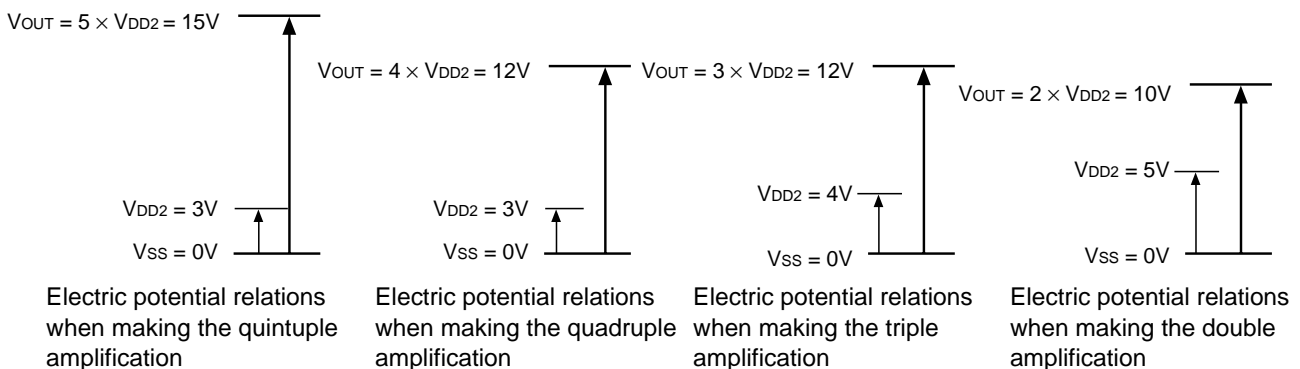 VOUT = 5 × VDD2 = 15V
VDD2 = 3V
VSS = 0V
Electric potential relations
when making the quintuple
amplification
VOUT = 4 × VDD2 = 12V
VDD2 = 3V
VSS = 0V
Electric potential relations
when making the quadruple
amplification
VOUT = 3 × VDD2 = 12V
VDD2 = 4V
VSS = 0V
Electric potential relations
when making the triple
amplification
VOUT = 2 × VDD2 = 10V
VDD2 = 5V
VSS = 0V
Electric potential relations
when making the double
amplification